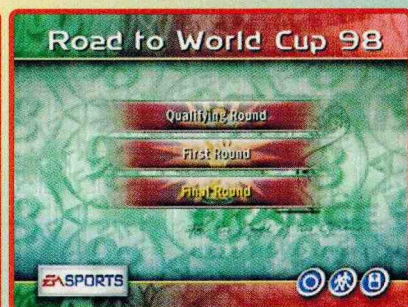 Road to World Cup 98
Qualifying Round
First Round
Final Round
EA SPORTS